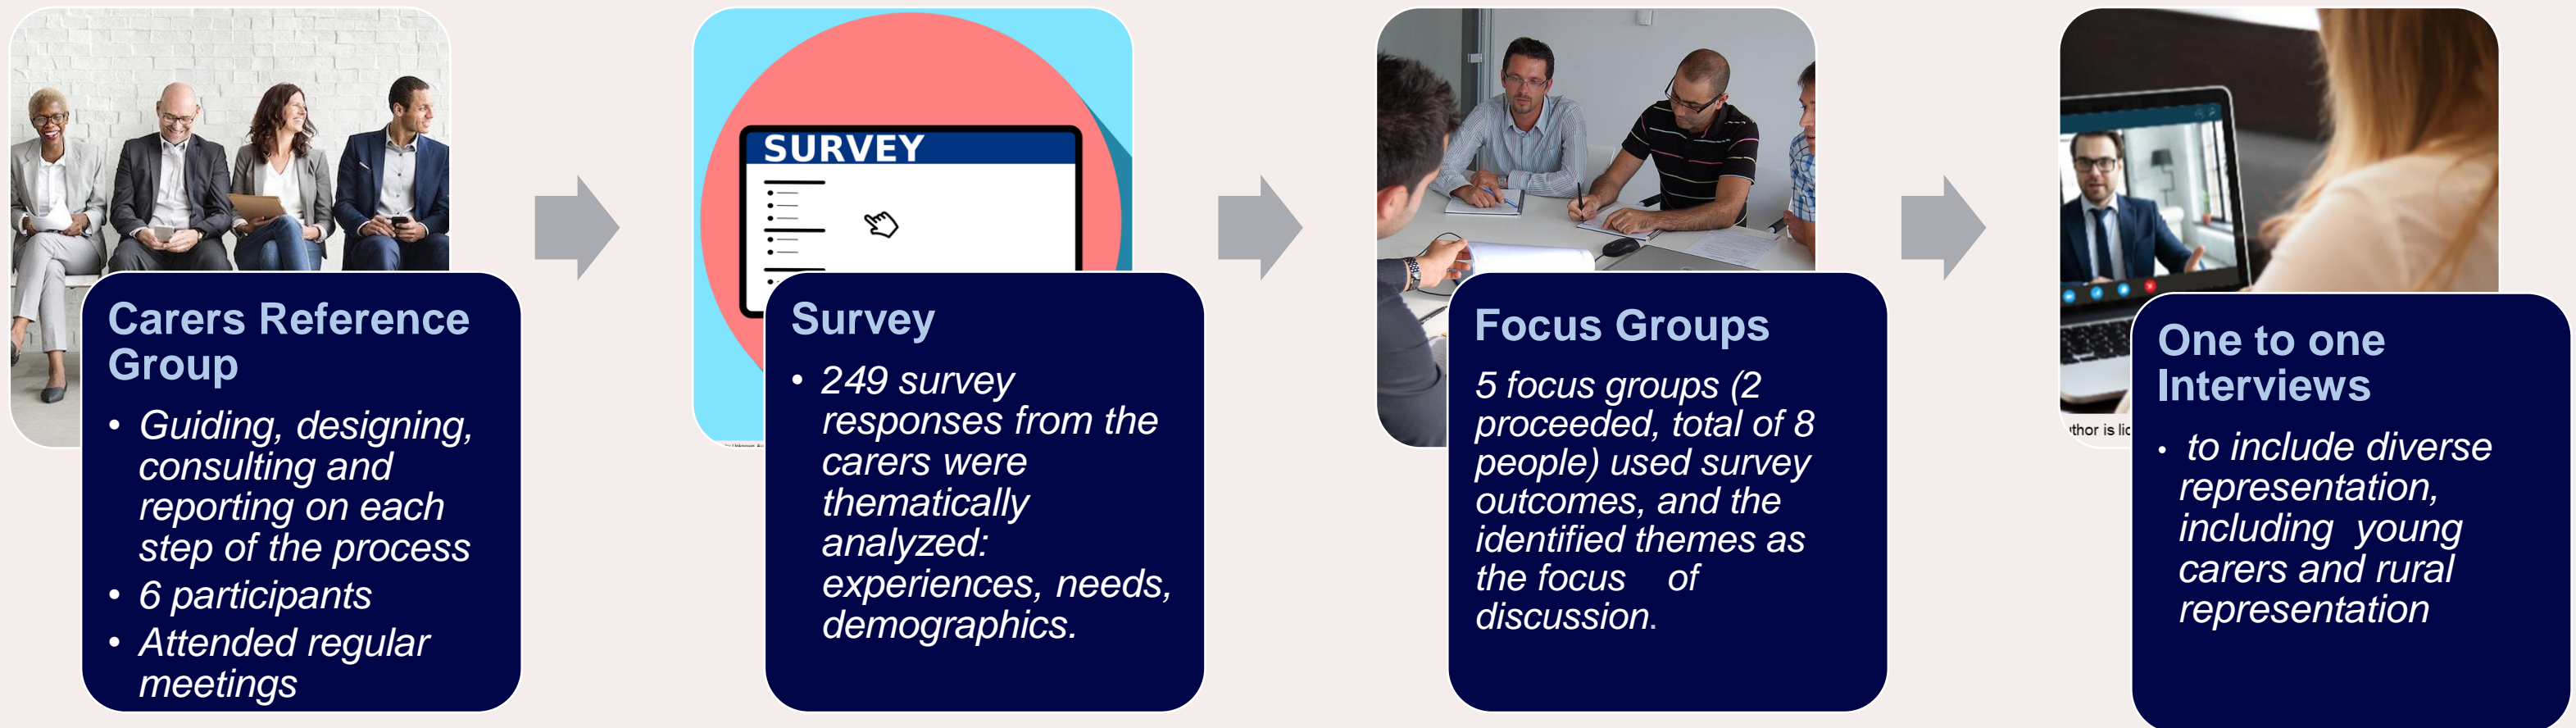 Carers Reference
Group
• Guiding, designing,
consulting and
reporting on each
step of the process
• 6 participants
• Attended regular
meetings
SURVEY
Survey
• 249 survey
responses from the
carers were
thematically
analyzed:
experiences, needs,
demographics.
Focus Groups
5 focus groups (2
proceeded, total of 8
people) used survey
outcomes, and the
identified themes as
the focus of
discussion.
thor is lic
One to one
Interviews
• to include diverse
representation,
including young
carers and rural
representation